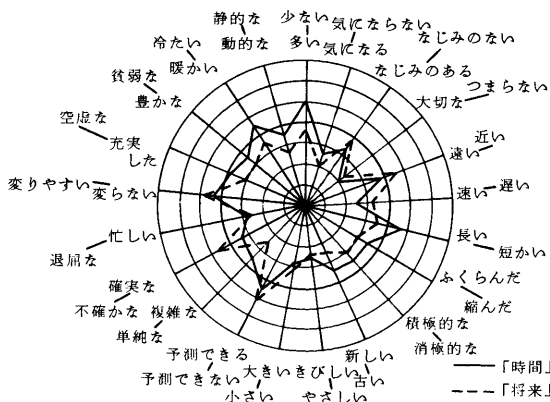 少ない
多い
気にならない
気になる
なじみのない
なじみのある
つまらない
大切な
近い
遠い
遅い
速い
長い
短かい
ふくらんだ
縮んだ
積極的な
消極的な
新しい
古い
きびしい
やさしい
大きい
小さい
予測できる
予測できない
複雑な
単純な
確実な
不確かな
忙しい
退屈な
変りやすい
変らない
空虚な
充実
した
貧弱な
豊かな
冷たい
暖かい
静的な
動的な
「時間」
「将来」